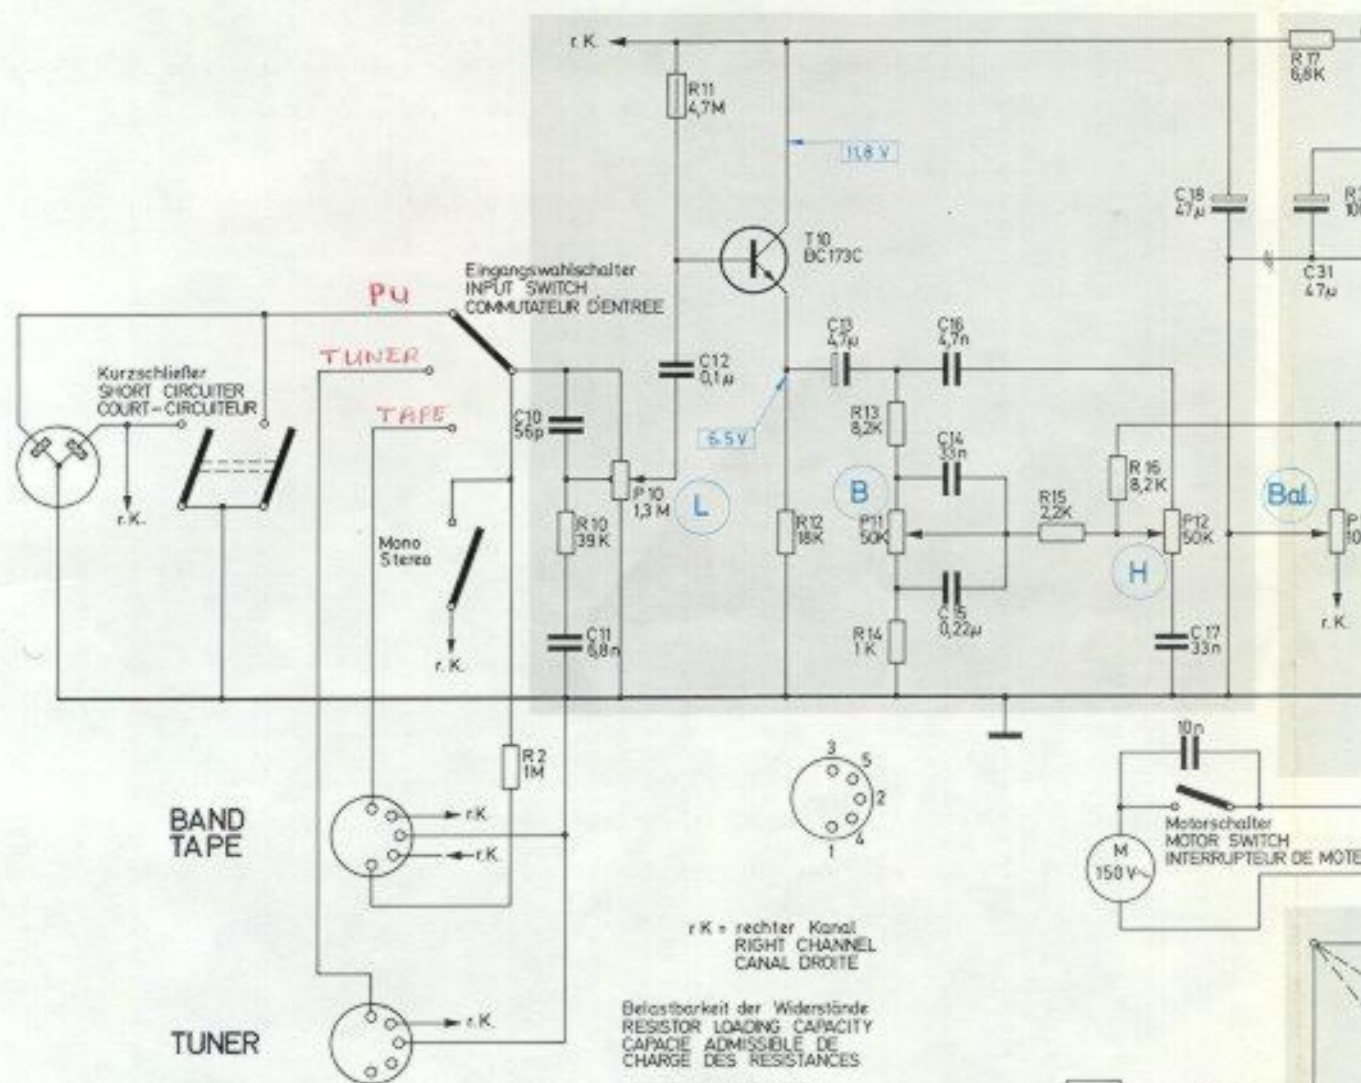 r.K.
R17
6,8K
R11
4,7M
11,8 V
C18
47µ
T10
BC173C
C31
47µ
Eingangswahlschalter
INPUT SWITCH
COMMUTATEUR D'ENTREE
PU
TUNER
TAPE
Kurzschließer
SHORT CIRCUITER
COURT-CIRCUITEUR
r.K.
C12
0,1µ
C13
4,7µ
C16
4,7n
C10
56p
6.5V
R13
8,2K
C14
33n
R16
8,2K
P10
1,3 M
L
B
Bal.
R10
39K
R12
18K
P11
50K
R15
2,2K
P12
50K
H
Mono
Stereo
r.K.
C11
6,8n
R14
1K
C15
0,22µ
C17
33n
r.K.
R2
1M
10n
3
5
2
4
1
BAND
TAPE
r.K.
r.K.
Motorschalter
MOTOR SWITCH
INTERRUPTEUR DE MOTE
M
150 V~
r K = rechter Kanal
RIGHT CHANNEL
CANAL DROITE
TUNER
r.K.
Belastbarkeit der Widerstände
RESISTOR LOADING CAPACITY
CAPACIE ADMISSIBLE DE
CHARGE DES RESISTANCES